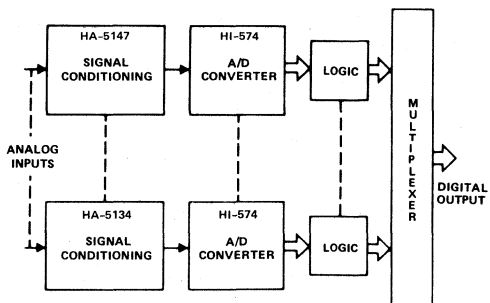 HA-5147
SIGNAL
CONDITIONING
HI-574
A/D
CONVERTER
LOGIC
ANALOG
INPUTS
MULTIPLEXER
DIGITAL
OUTPUT
HA-5134
SIGNAL
CONDITIONING
HI-574
A/D
CONVERTER
LOGIC